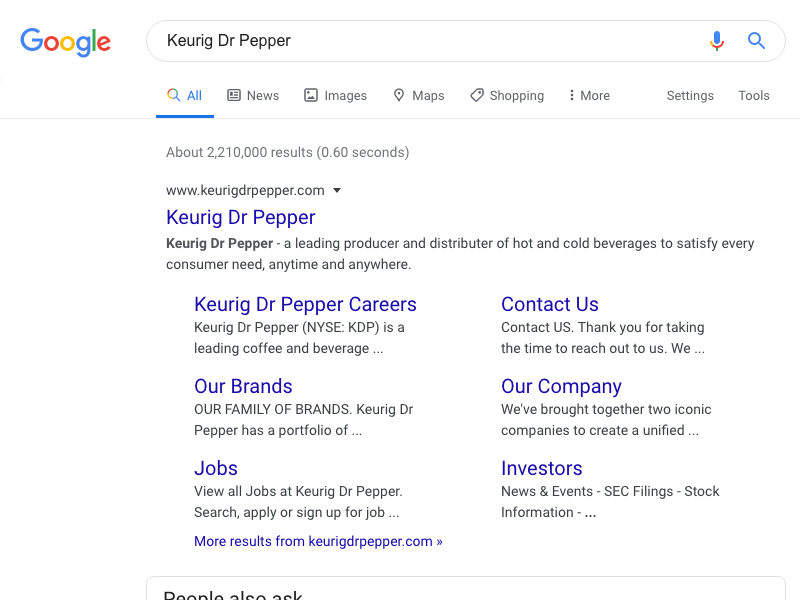 Google
Keurig Dr Pepper
All
News
Images
Maps
Shopping
More
Settings
Tools
About 2,210,000 results (0.60 seconds)
www.keurigdrpepper.com
Keurig Dr Pepper
Keurig Dr Pepper - a leading producer and distributer of hot and cold beverages to satisfy every
consumer need, anytime and anywhere.
Keurig Dr Pepper Careers
Keurig Dr Pepper (NYSE: KDP) is a
leading coffee and beverage ...
Contact Us
Contact US. Thank you for taking
the time to reach out to us. We ...
Our Brands
OUR FAMILY OF BRANDS. Keurig Dr
Pepper has a portfolio of ...
Our Company
We've brought together two iconic
companies to create a unified ...
Jobs
View all Jobs at Keurig Dr Pepper.
Search, apply or sign up for job ...
Investors
News & Events - SEC Filings - Stock
Information - ...
More results from keurigdrpepper.com »
People also ask